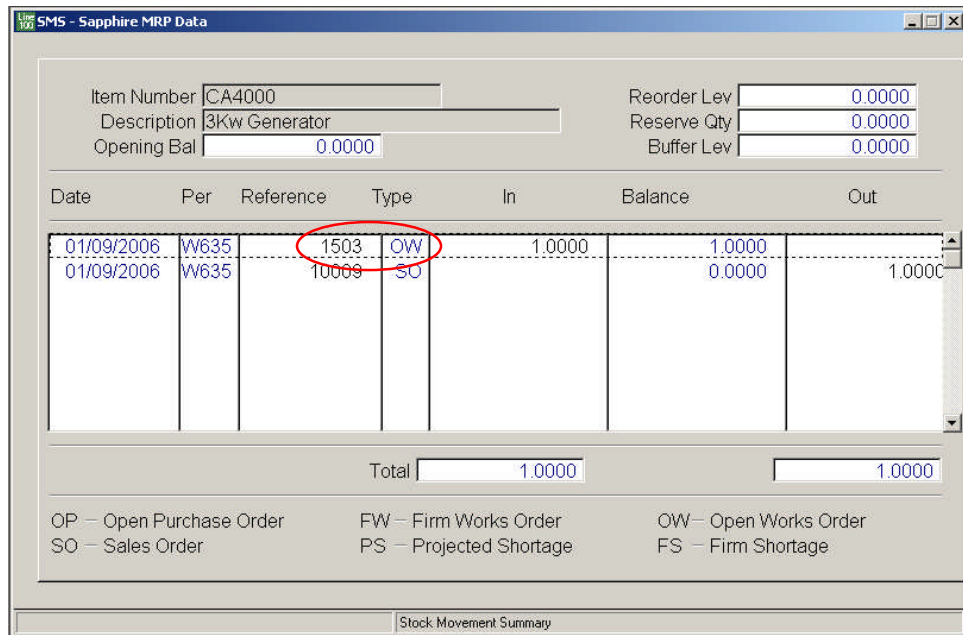 Line 100 SMS - Sapphire MRP Data
Item Number CA4000 Reorder Lev 0.0000
Description 3Kw Generator Reserve Qty 0.0000
Opening Bal 0.0000 Buffer Lev 0.0000
Date Per Reference Type In Balance Out
01/09/2006 W635 1503 OW 1.0000 1.0000
01/09/2006 W635 10009 SO 0.0000 1.0000
Total 1.0000 1.0000
OP - Open Purchase Order FW - Firm Works Order OW - Open Works Order
SO - Sales Order PS - Projected Shortage FS - Firm Shortage
Stock Movement Summary